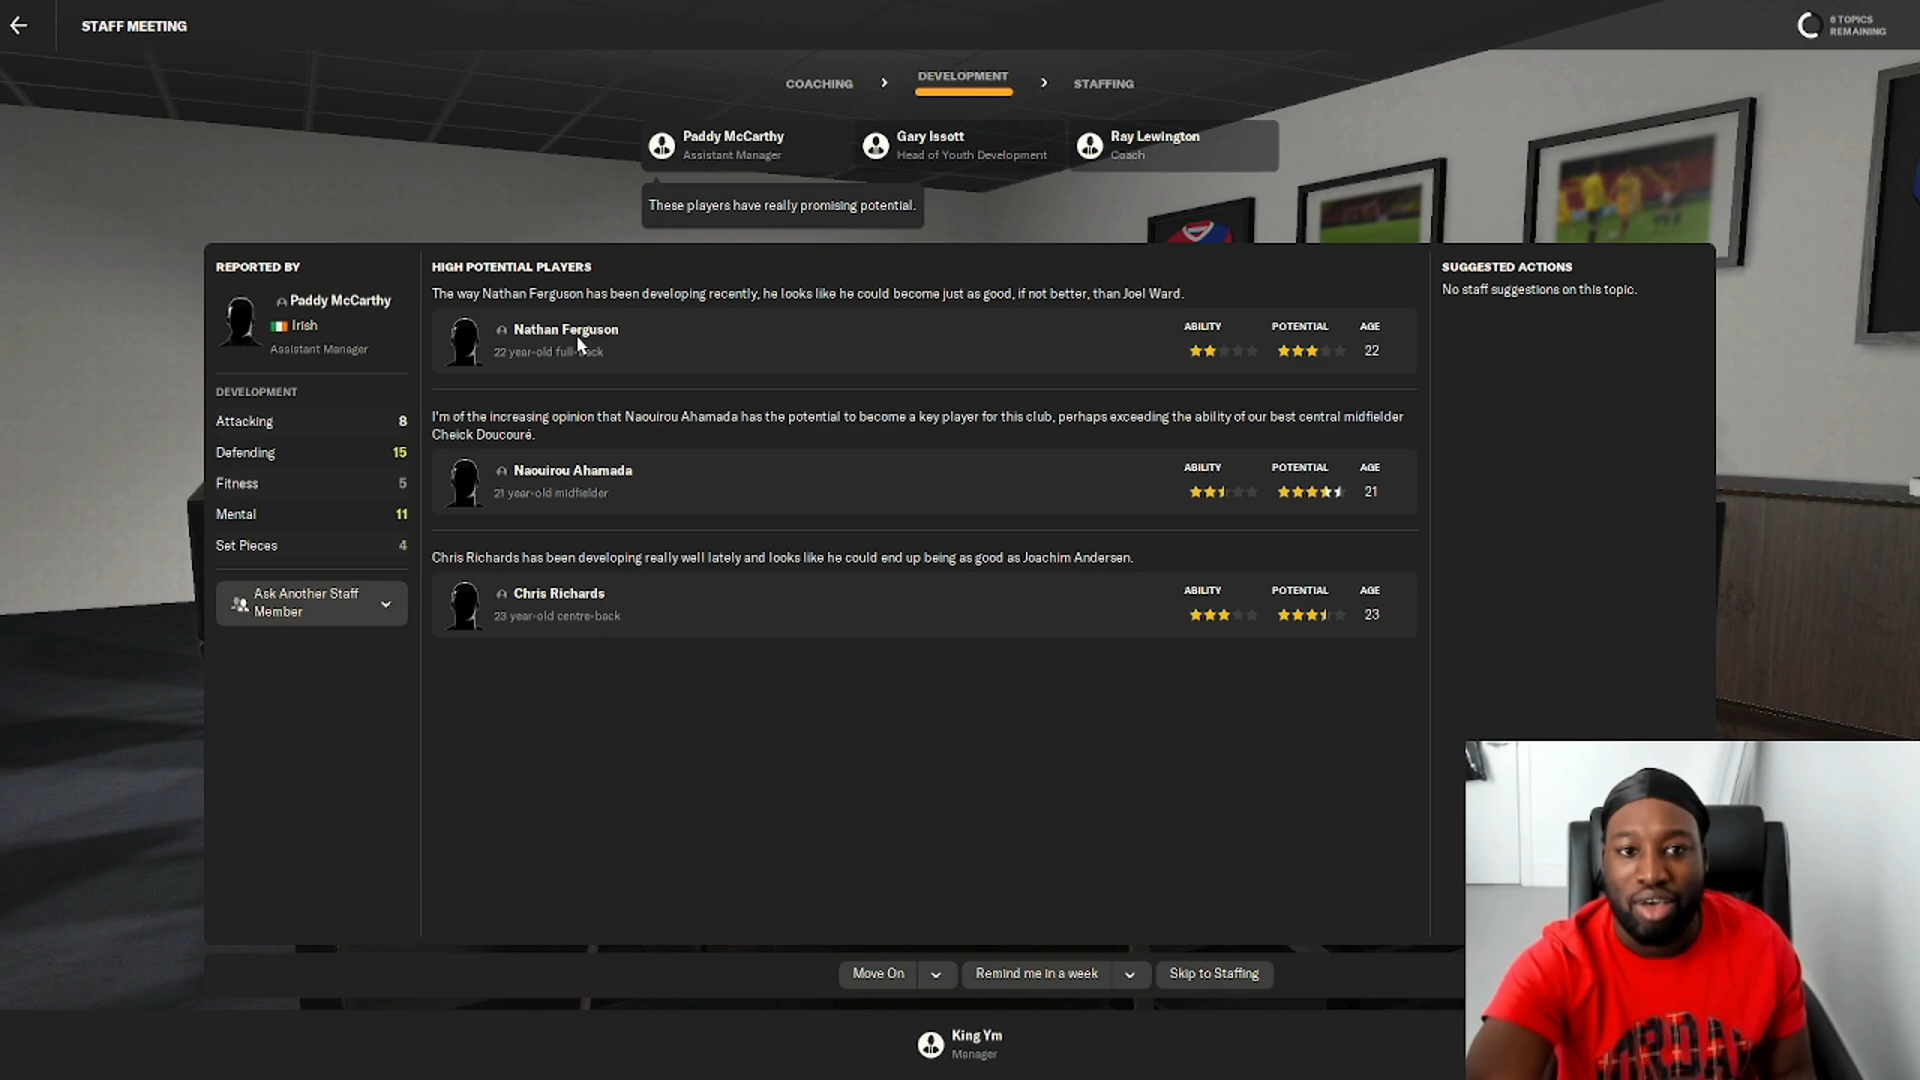 STAFF MEETING
6 TOPICS
REMAINING
COACHING
DEVELOPMENT
STAFFING
Paddy McCarthy
Assistant Manager
Gary Issott
Head of Youth Development
Ray Lewington
Coach
These players have really promising potential.
REPORTED BY
Paddy McCarthy
Irish
Assistant Manager
DEVELOPMENT
Attacking 8
Defending 15
Fitness 5
Mental 11
Set Pieces 4
Ask Another Staff
Member
HIGH POTENTIAL PLAYERS
The way Nathan Ferguson has been developing recently, he looks like he could become just as good, if not better, than Joel Ward.
Nathan Ferguson
22 year-old full-back
ABILITY POTENTIAL AGE
22
I'm of the increasing opinion that Naouirou Ahamada has the potential to become a key player for this club, perhaps exceeding the ability of our best central midfielder
Cheick Doucouré.
Naouirou Ahamada
21 year-old midfielder
ABILITY POTENTIAL AGE
21
Chris Richards has been developing really well lately and looks like he could end up being as good as Joachim Andersen.
Chris Richards
23 year-old centre-back
ABILITY POTENTIAL AGE
23
SUGGESTED ACTIONS
No staff suggestions on this topic.
Move On
Remind me in a week
Skip to Staffing
King Ym
Manager